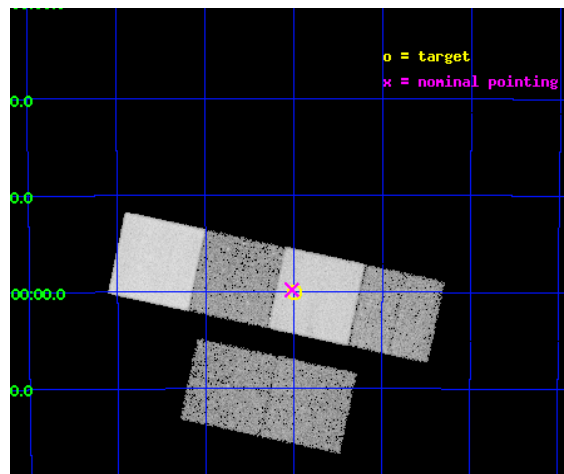 o = target
x = nominal pointing
0.0
0.0
00:00.0
0.0